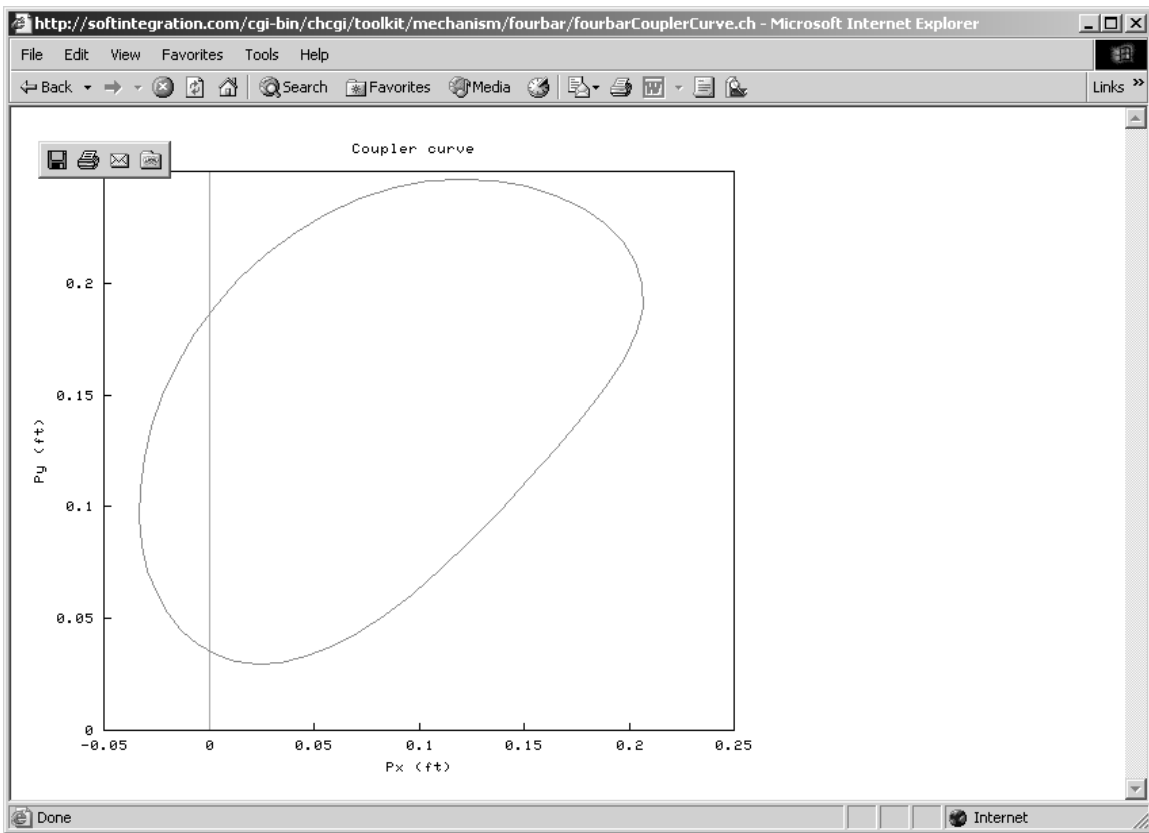 http://softintegration.com/cgi-bin/chcgi/toolkit/mechanism/fourbar/fourbarCouplerCurve.ch - Microsoft Internet Explorer
File Edit View Favorites Tools Help
Back Search Favorites Media Links »
Coupler curve
0.2
0.15
Py (ft)
0.1
0.05
0
-0.05 0 0.05 0.1 0.15 0.2 0.25
Px (ft)
Done Internet